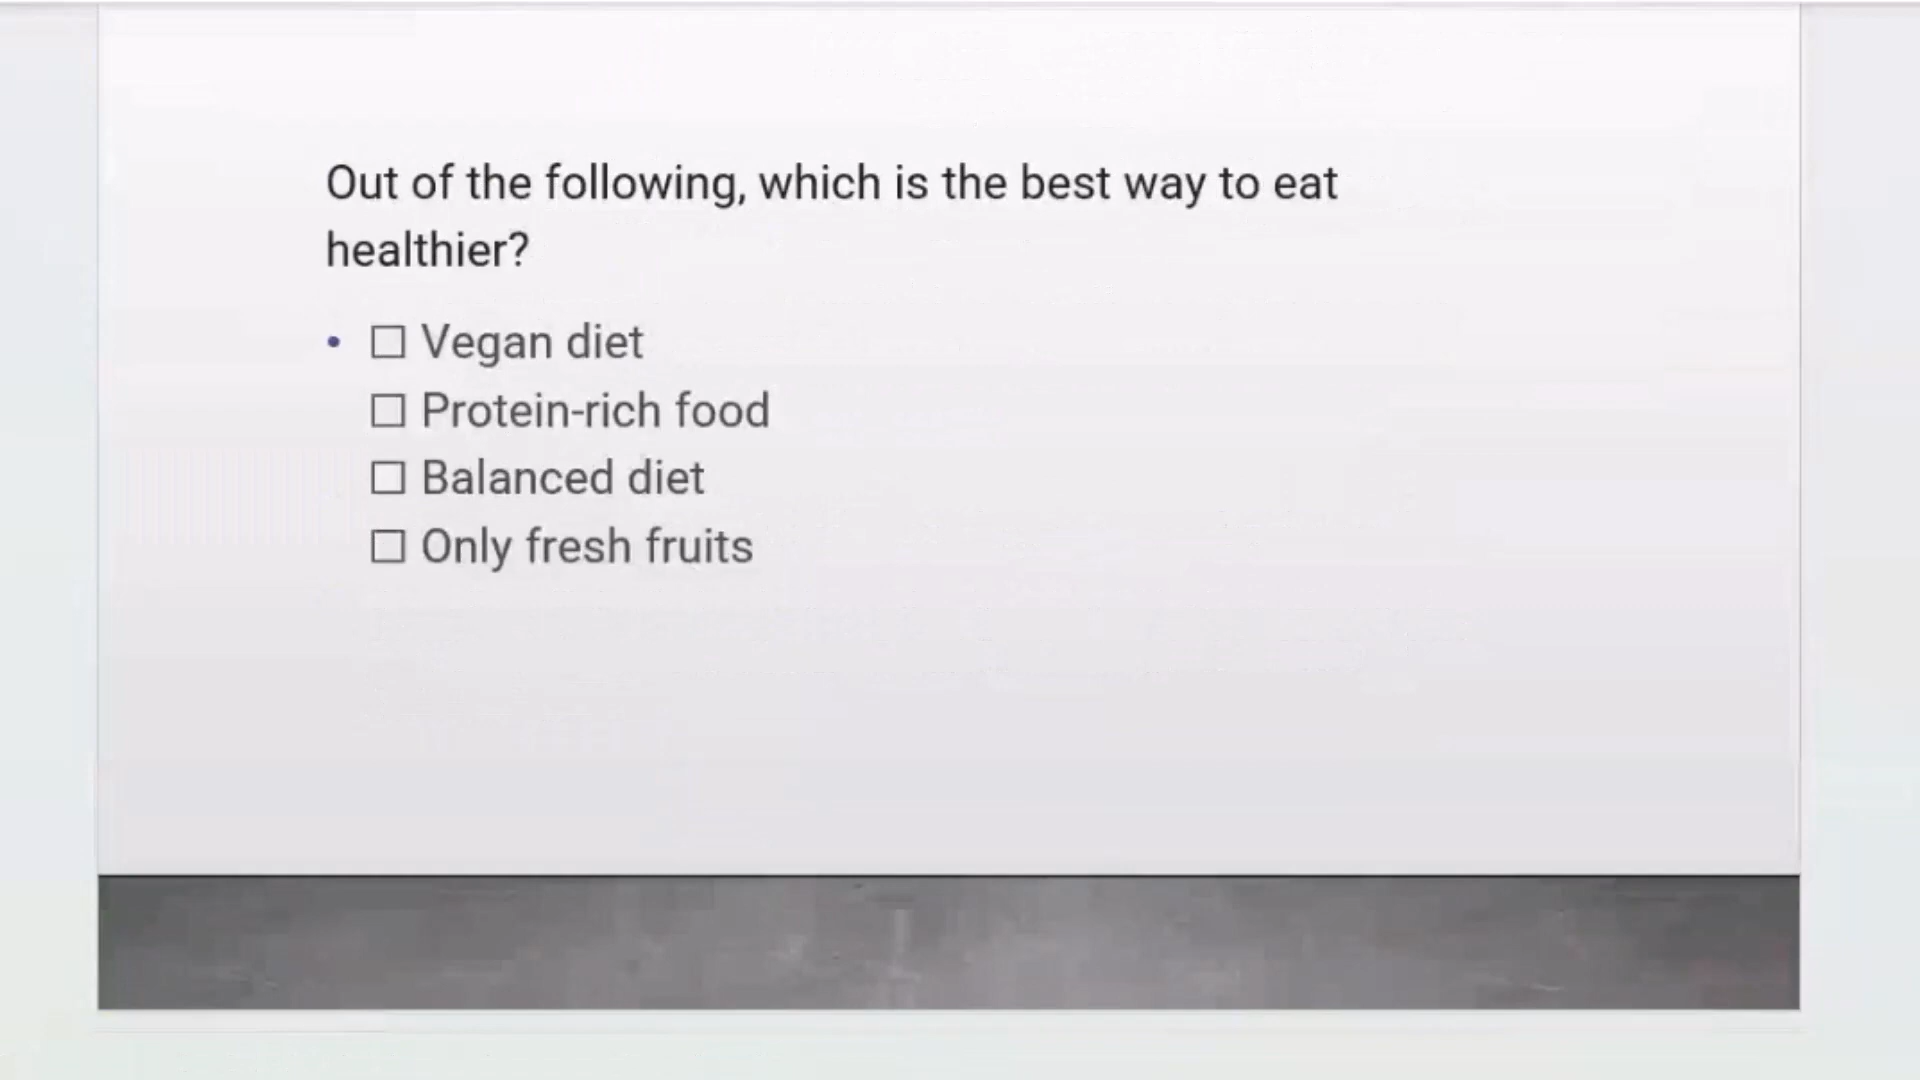 Out of the following, which is the best way to eat
healthier?
• ☐ Vegan diet
☐ Protein-rich food
☐ Balanced diet
☐ Only fresh fruits